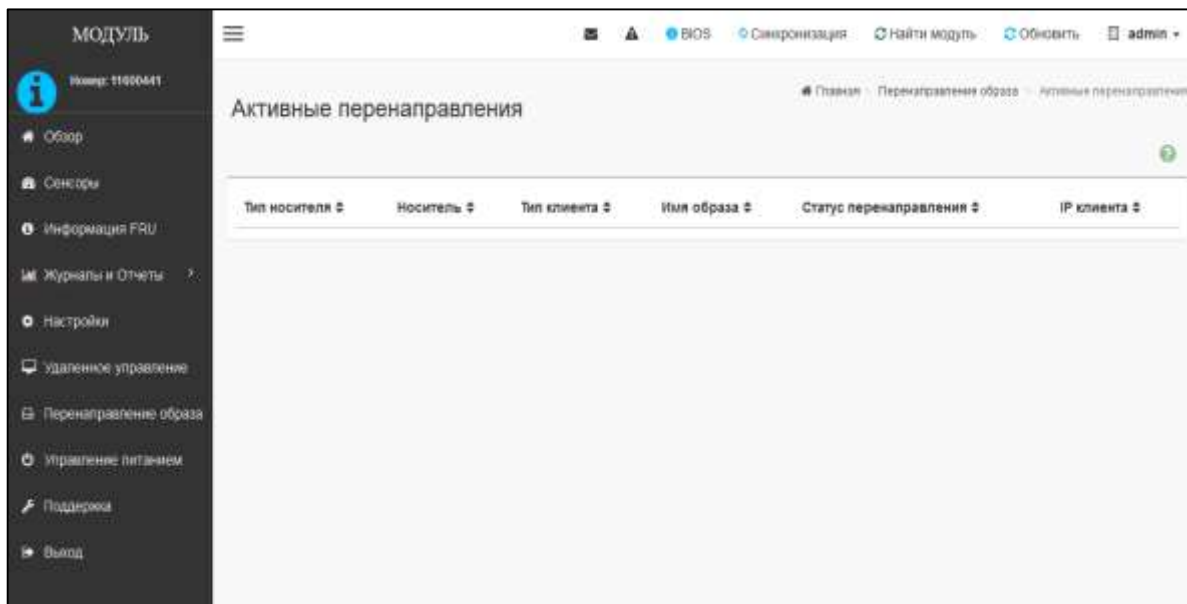 МОДУЛЬ
BIOS
Синхронизация
Найти модуль
Обновить
admin
Номер: 11600441
Активные перенаправления
Главная
Перенаправление образа
Активные перенаправления
Обзор
Сенсоры
Информация FRU
Журналы и Отчеты
Настройки
Удаленное управление
Перенаправление образа
Управление питанием
Поддержка
Выход
Тип носителя
Носитель
Тип клиента
Имя образа
Статус перенаправления
IP клиента